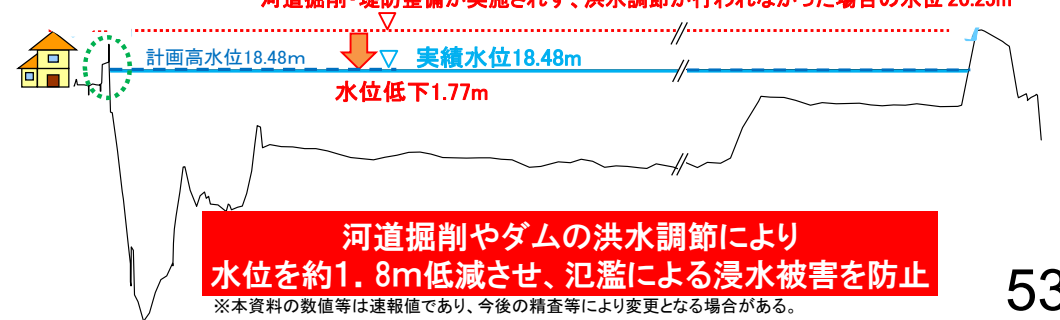 河道掘削・堤防整備が実施されず、洪水調節が行われなかった場合の水位 20.25m
計画高水位18.48m
実績水位18.48m
水位低下1.77m
河道掘削やダムの洪水調節により
水位を約1．8m低減させ、氾濫による浸水被害を防止
※本資料の数値等は速報値であり、今後の精査等により変更となる場合がある。
53